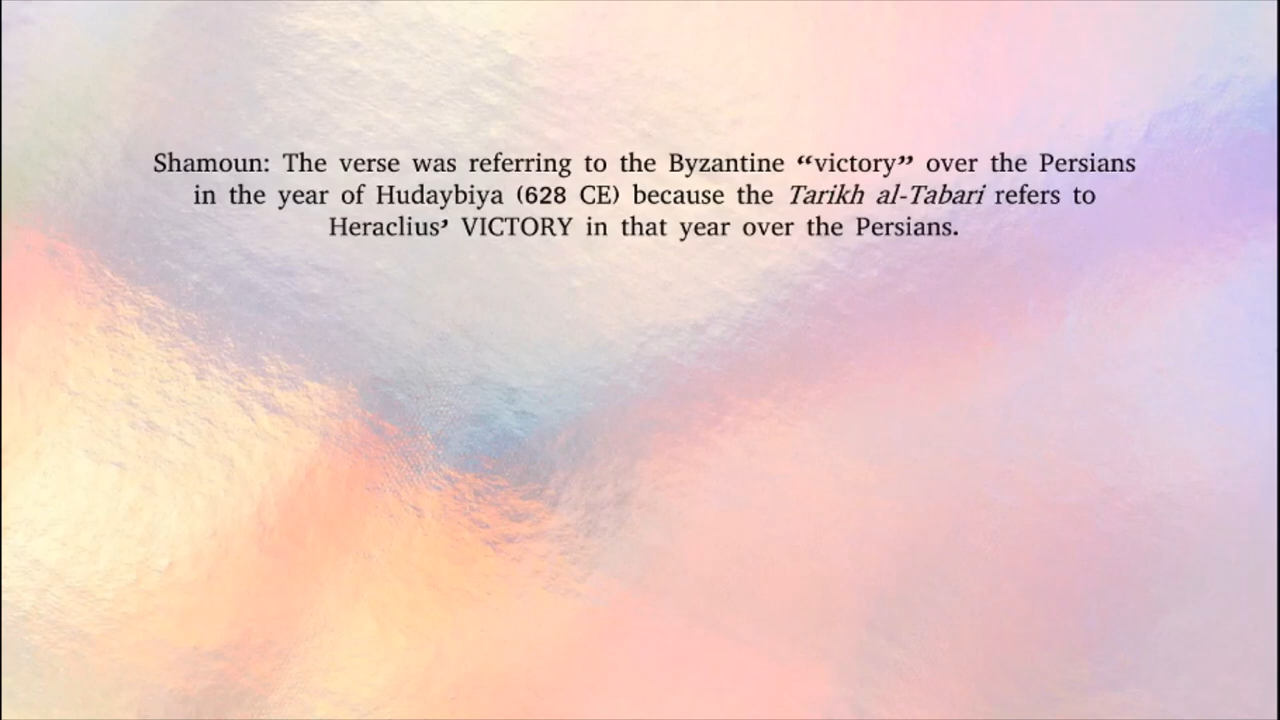 Shamoun: The verse was referring to the Byzantine “victory” over the Persians
in the year of Hudaybiya (628 CE) because the Tarikh al-Tabari refers to
Heraclius’ VICTORY in that year over the Persians.